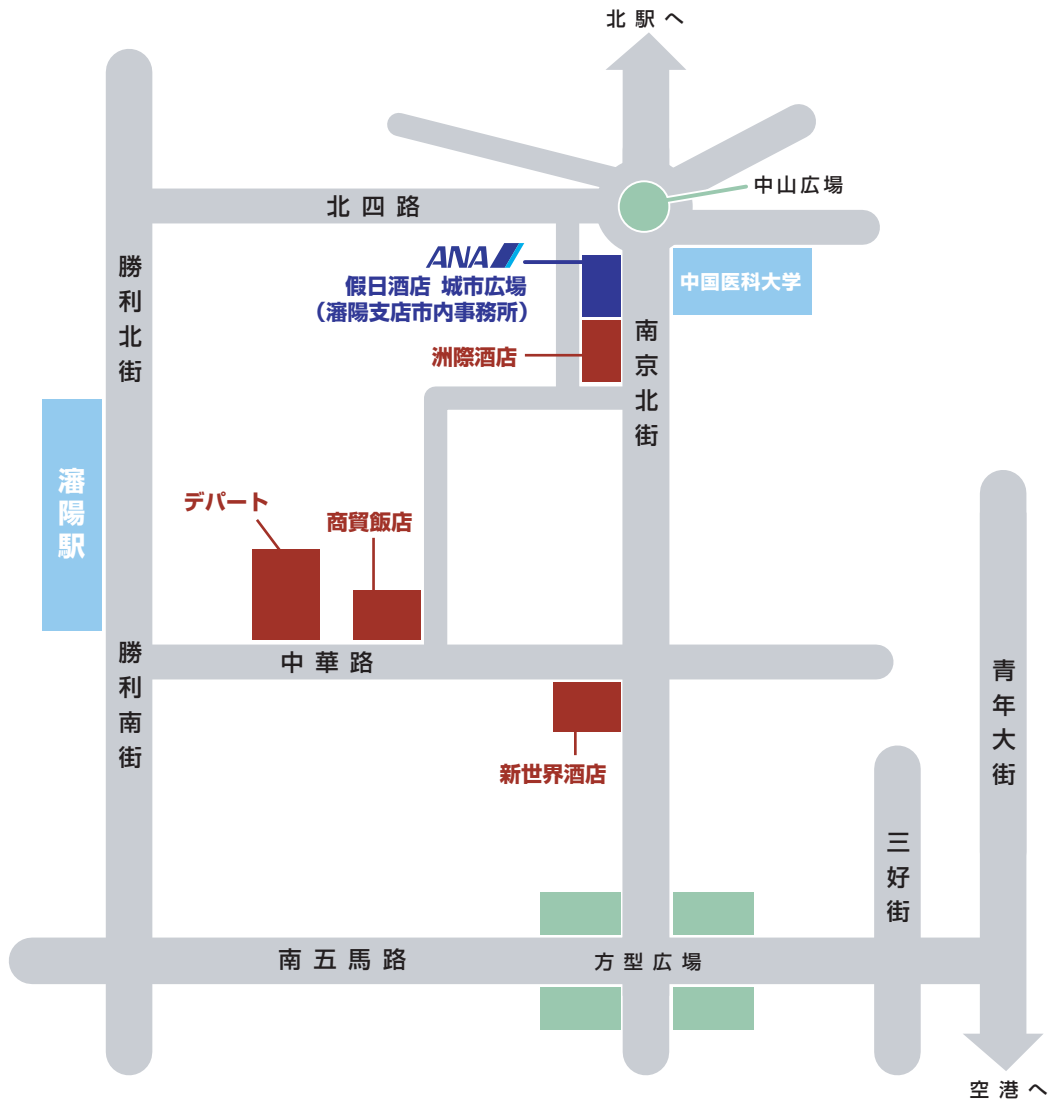 北駅へ
中山広場
北四路
ANA
假日酒店 城市広場
（瀋陽支店市内事務所）
中国医科大学
勝利北街
洲際酒店
南京北街
瀋陽駅
デパート
商貿飯店
勝利南街
中華路
青年大街
新世界酒店
三好街
南五馬路
方型広場
空港へ